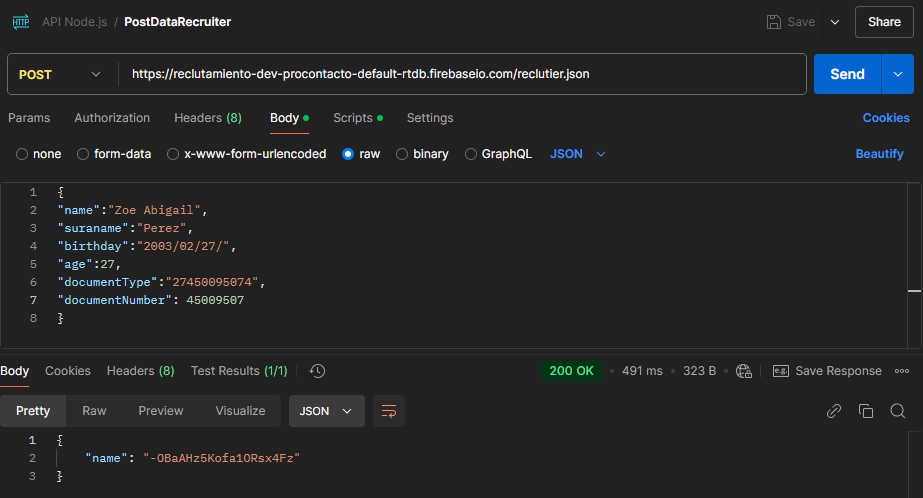 HTTP API Node.js / PostDataRecruiter Save Share
POST https://reclutamiento-dev-procontacto-default-rtdb.firebaseio.com/reclutier.json Send
Params Authorization Headers (8) Body Scripts Settings Cookies
none form-data x-www-form-urlencoded raw binary GraphQL JSON Beautify
1 {
2 "name":"Zoe Abigail",
3 "suraname":"Perez",
4 "birthday":"2003/02/27/",
5 "age":27,
6 "documentType":"27450095074",
7 "documentNumber": 45009507
8 }
Body Cookies Headers (8) Test Results (1/1) 200 OK • 491 ms • 323 B e.g. Save Response
Pretty Raw Preview Visualize JSON
1 {
2 "name": "-OBaAHz5Kofa1ORsx4Fz"
3 }